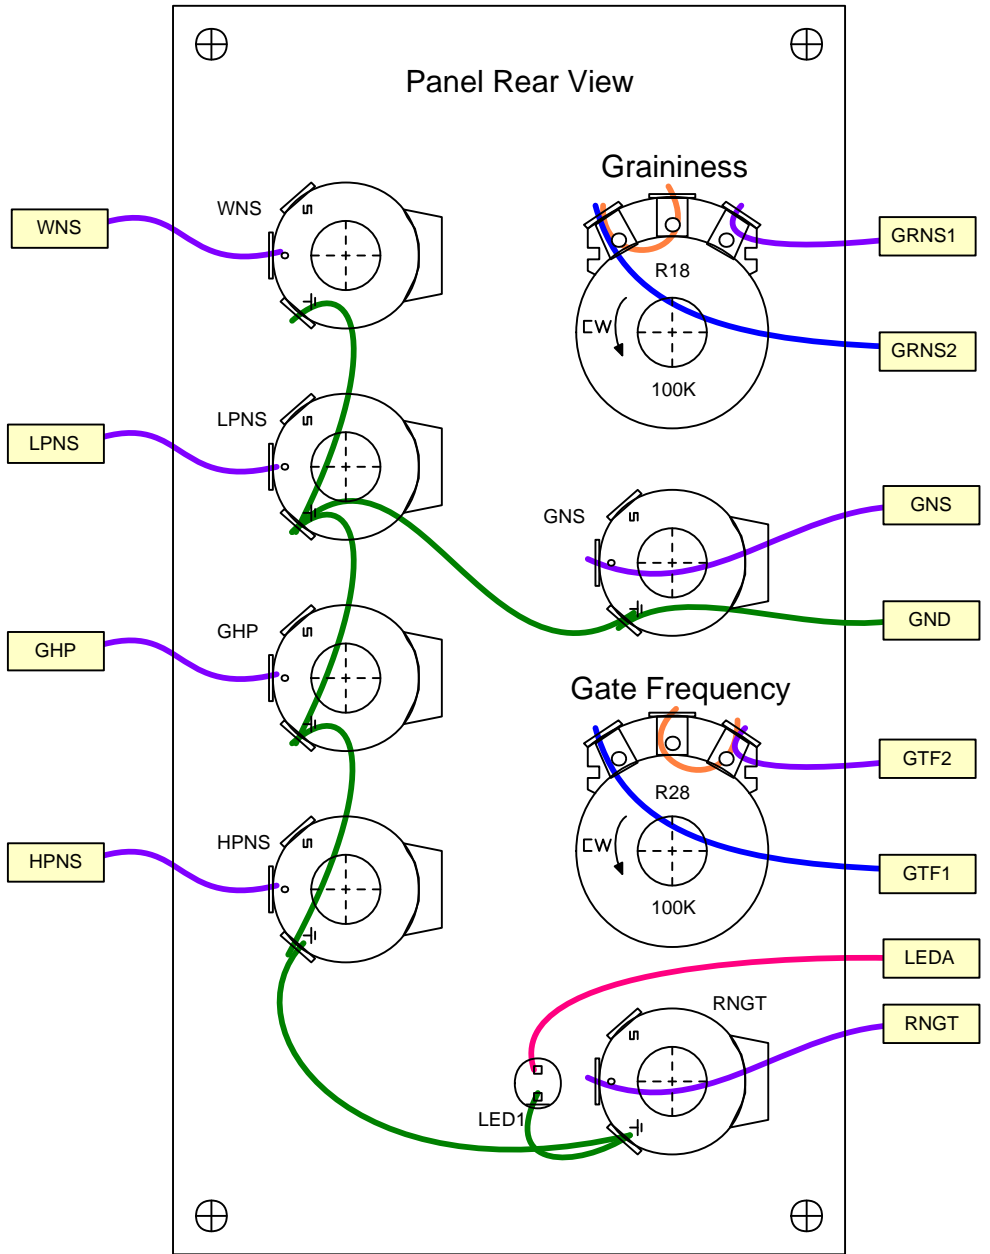 Panel Rear View
Graininess
WNS
WNS
S
GRNS1
R18
CW
GRNS2
100K
LPNS
LPNS
S
GNS
GNS
S
GND
GHP
GHP
S
Gate Frequency
GTF2
R28
CW
HPNS
HPNS
S
GTF1
100K
LEDA
RNGT
RNGT
S
LED1